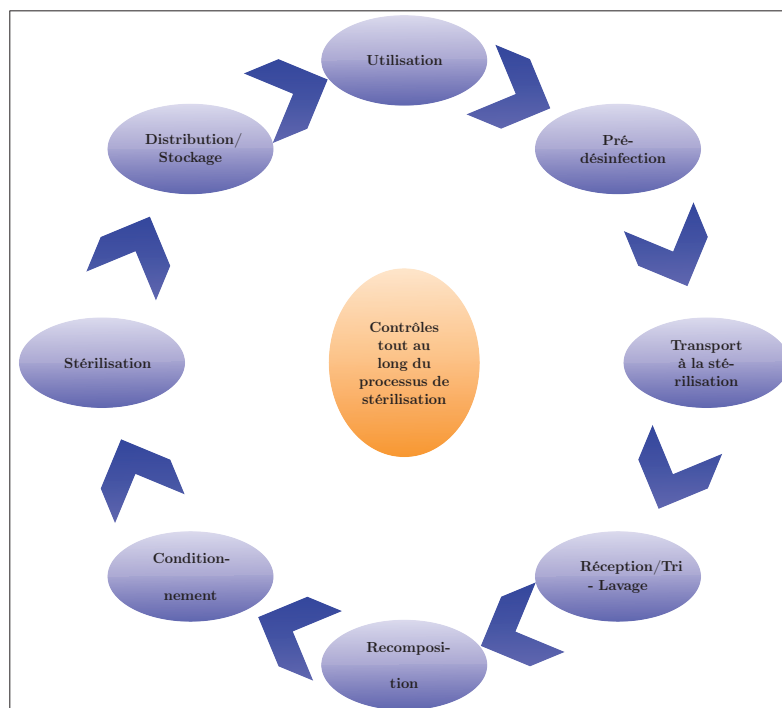 Utilisation
Pré-
désinfection
Transport
à la sté-
rilisation
Réception/Tri
- Lavage
Recomposi-
tion
Condition-
nement
Stérilisation
Distribution/
Stockage
Contrôles
tout au
long du
processus de
stérilisation